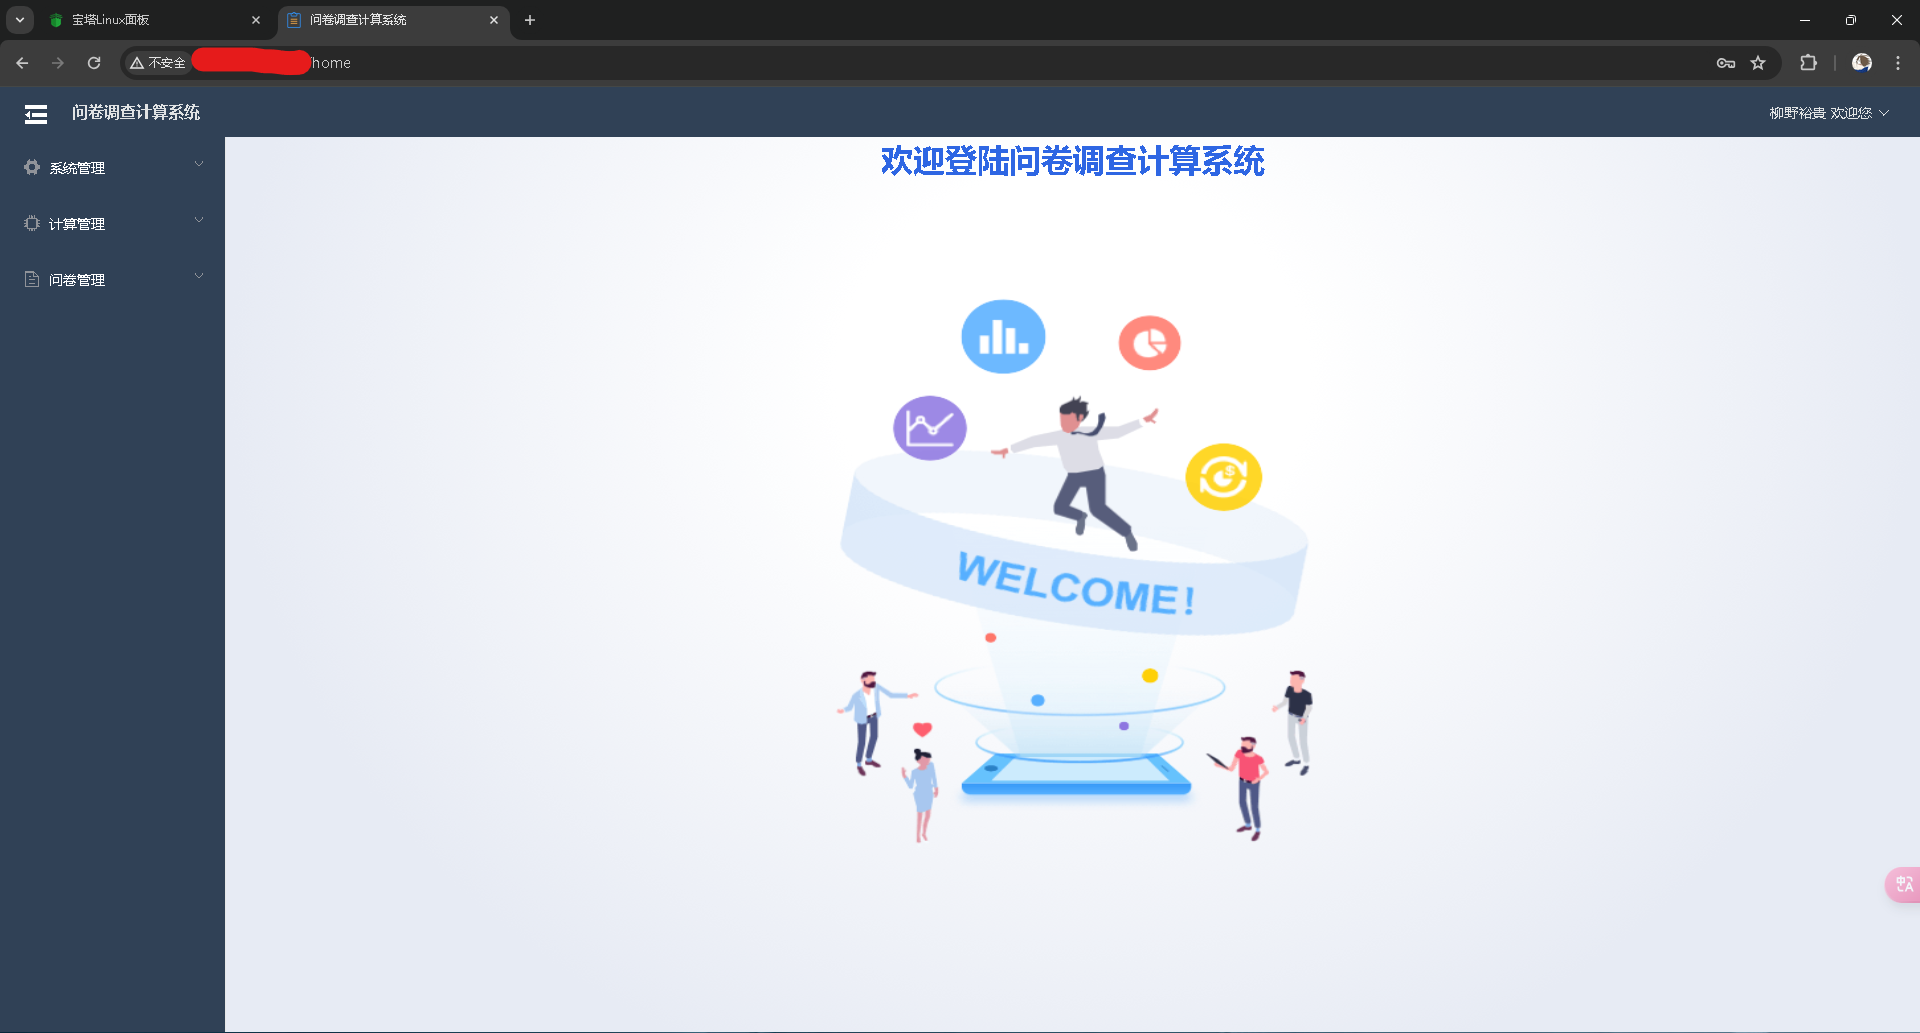 宝塔Linux面板
问卷调查计算系统
不安全
/home
问卷调查计算系统
柳野裕貴 欢迎您
系统管理
计算管理
问卷管理
欢迎登陆问卷调查计算系统
WELCOME!
中A